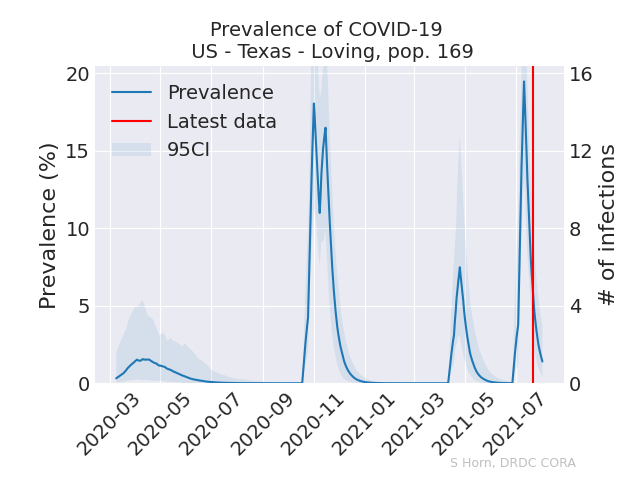 Prevalence of COVID-19
US - Texas - Loving, pop. 169
Prevalence
Latest data
95CI
Prevalence (%)
20
15
10
5
0
# of infections
16
12
8
4
0
2020-03
2020-05
2020-07
2020-09
2020-11
2021-01
2021-03
2021-05
2021-07
S Horn, DRDC CORA